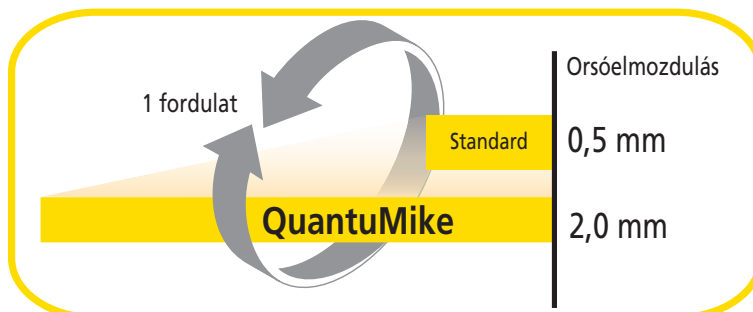 Orsóelmozdulás
1 fordulat
Standard
0,5 mm
QuantuMike
2,0 mm